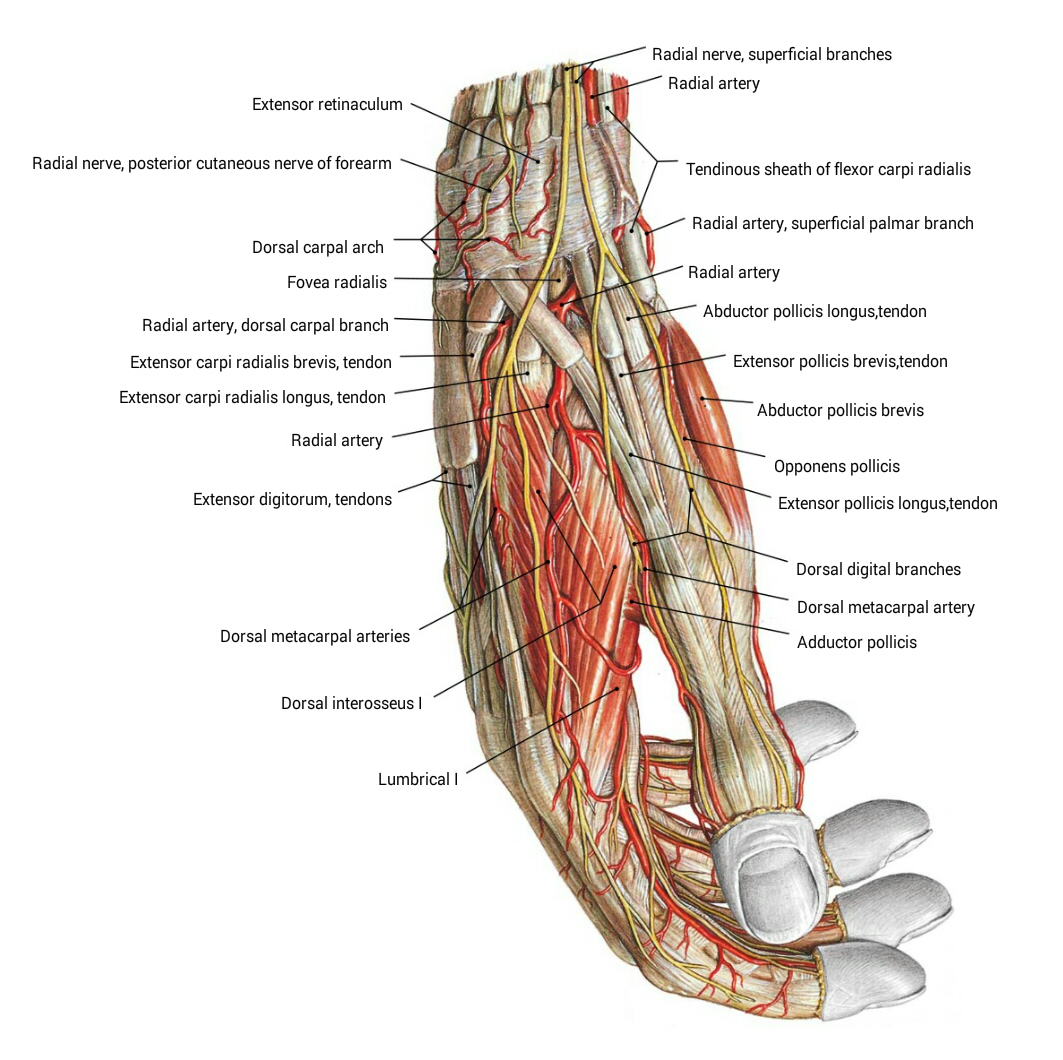 Radial nerve, superficial branches
Radial artery
Extensor retinaculum
Radial nerve, posterior cutaneous nerve of forearm
Tendinous sheath of flexor carpi radialis
Radial artery, superficial palmar branch
Dorsal carpal arch
Radial artery
Fovea radialis
Abductor pollicis longus,tendon
Radial artery, dorsal carpal branch
Extensor carpi radialis brevis, tendon
Extensor pollicis brevis,tendon
Extensor carpi radialis longus, tendon
Abductor pollicis brevis
Radial artery
Opponens pollicis
Extensor digitorum, tendons
Extensor pollicis longus,tendon
Dorsal digital branches
Dorsal metacarpal artery
Dorsal metacarpal arteries
Adductor pollicis
Dorsal interosseus I
Lumbrical I